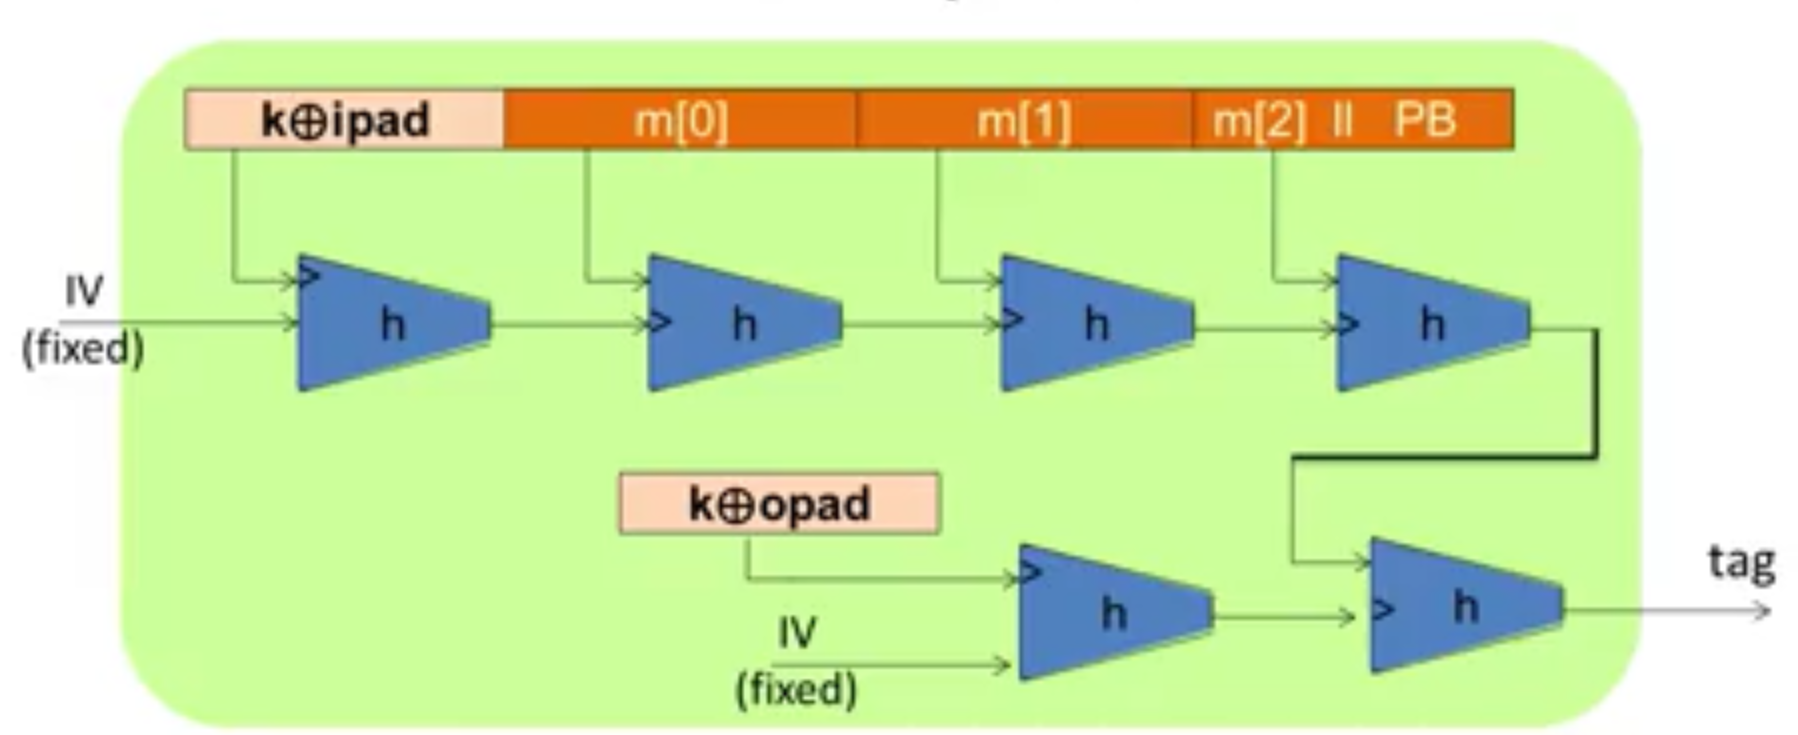 k⊕ipad m[0] m[1] m[2] ll PB
IV
(fixed)
h h h h
k⊕opad
IV
(fixed)
h h
tag